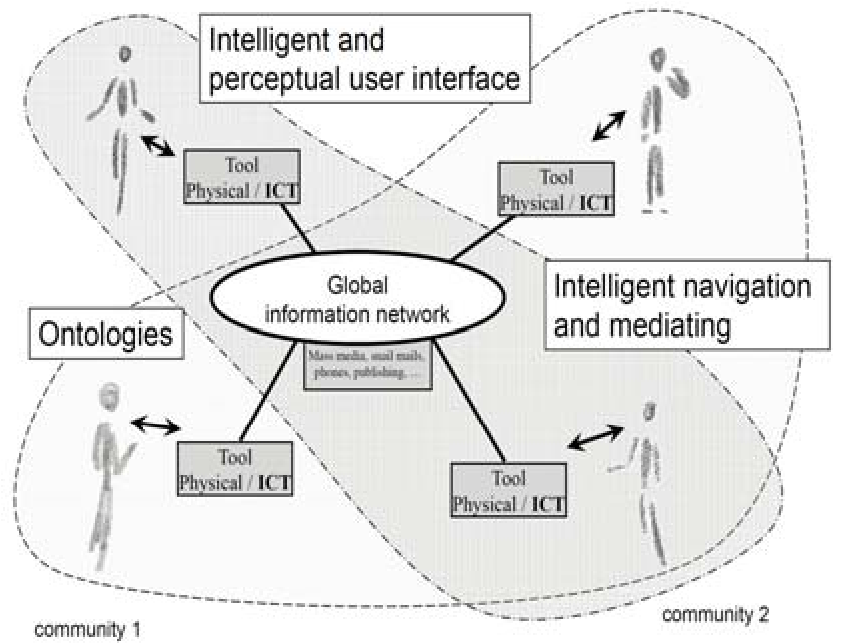 Intelligent and
perceptual user interface
Tool
Physical / ICT
Tool
Physical / ICT
Global
information network
Intelligent navigation
and mediating
Ontologies
Mass media, snail mails,
phones, publishing, ...
Tool
Physical / ICT
Tool
Physical / ICT
community 1
community 2